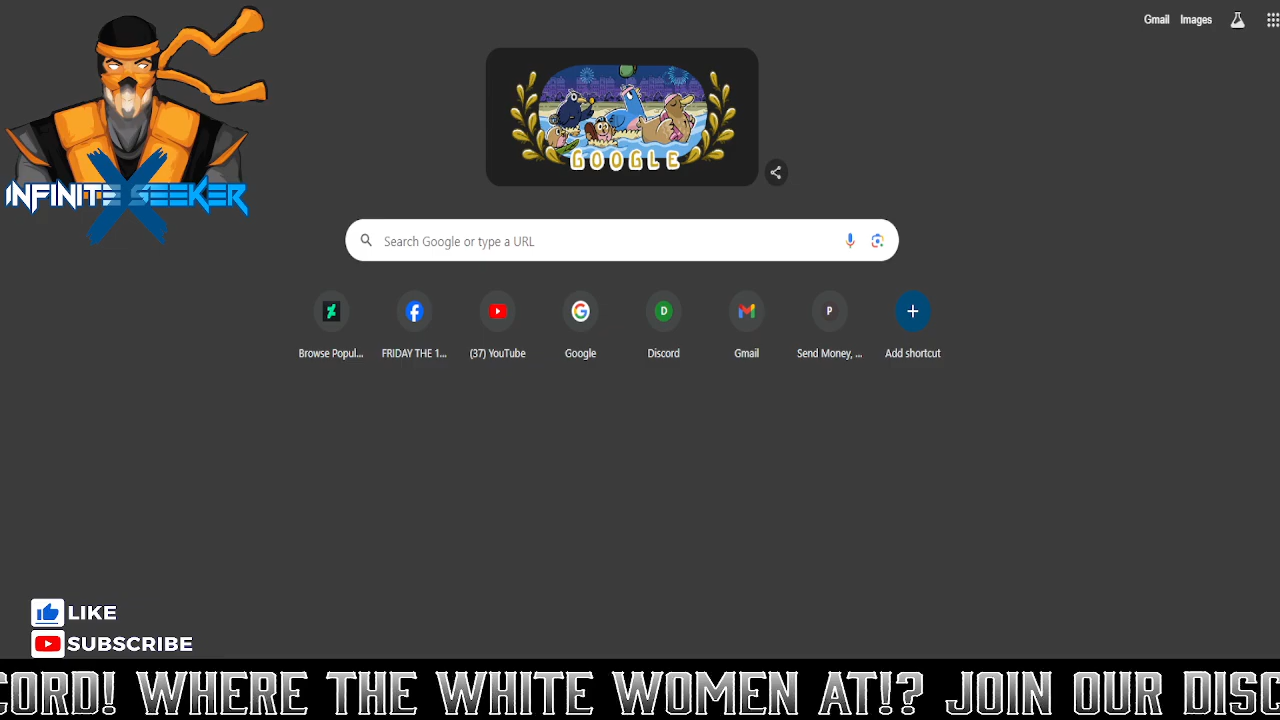 Gmail Images
INFINITE SEEKER
X
GOOGLE
Search Google or type a URL
D P
Browse Popul... FRIDAY THE 1... (37) YouTube Google Discord Gmail Send Money, ... Add shortcut
LIKE
SUBSCRIBE
CORD! WHERE THE WHITE WOMEN AT!? JOIN OUR DISC